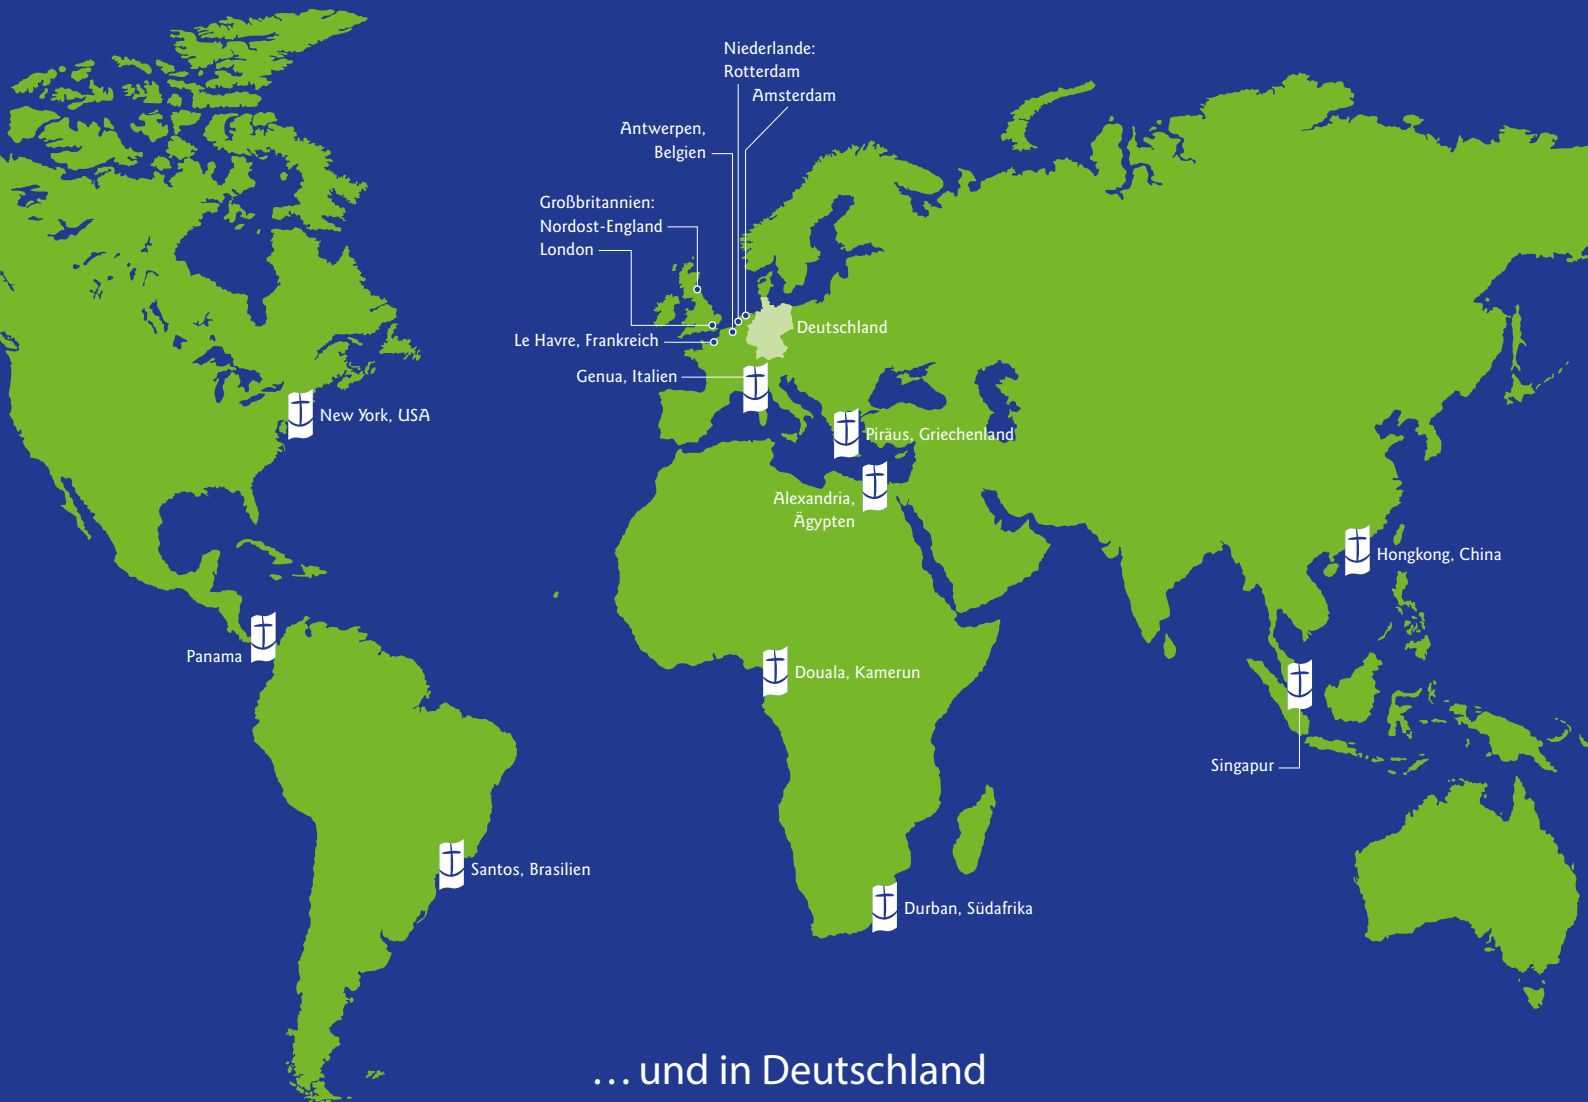 Niederlande:
Rotterdam
Amsterdam
Antwerpen,
Belgien
Großbritannien:
Nordost-England
London
Deutschland
Le Havre, Frankreich
Genua, Italien
New York, USA
Piräus, Griechenland
Alexandria,
Ägypten
Hongkong, China
Panama
Douala, Kamerun
Singapur
Santos, Brasilien
Durban, Südafrika
… und in Deutschland